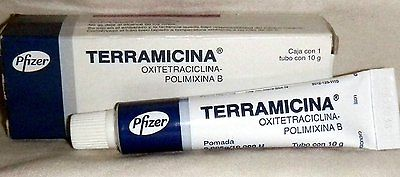 Pfizer
TERRAMICINA®
OXITETRACICLINA-
POLIMIXINA B
Caja con 1
tubo con 10 g
Pfizer
TERRAMICINA®
OXITETRACICLINA-
POLIMIXINA B
Pomada
Tubo con 10 g